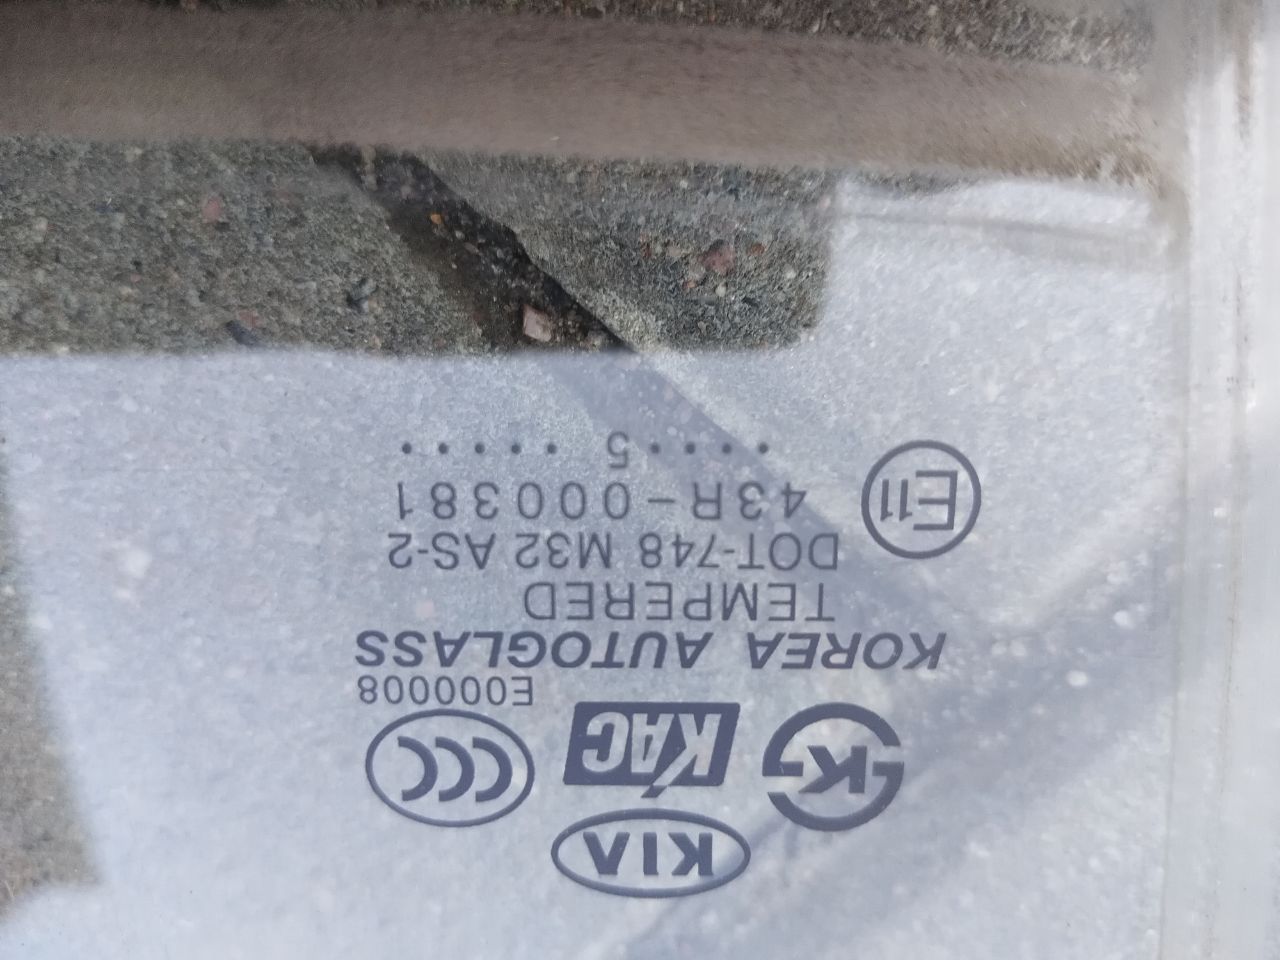 KIA
K KAC CCC
E000008
KOREA AUTOGLASS
TEMPERED
DOT-748 M32 AS-2
E11 43R-000381
....5 .....